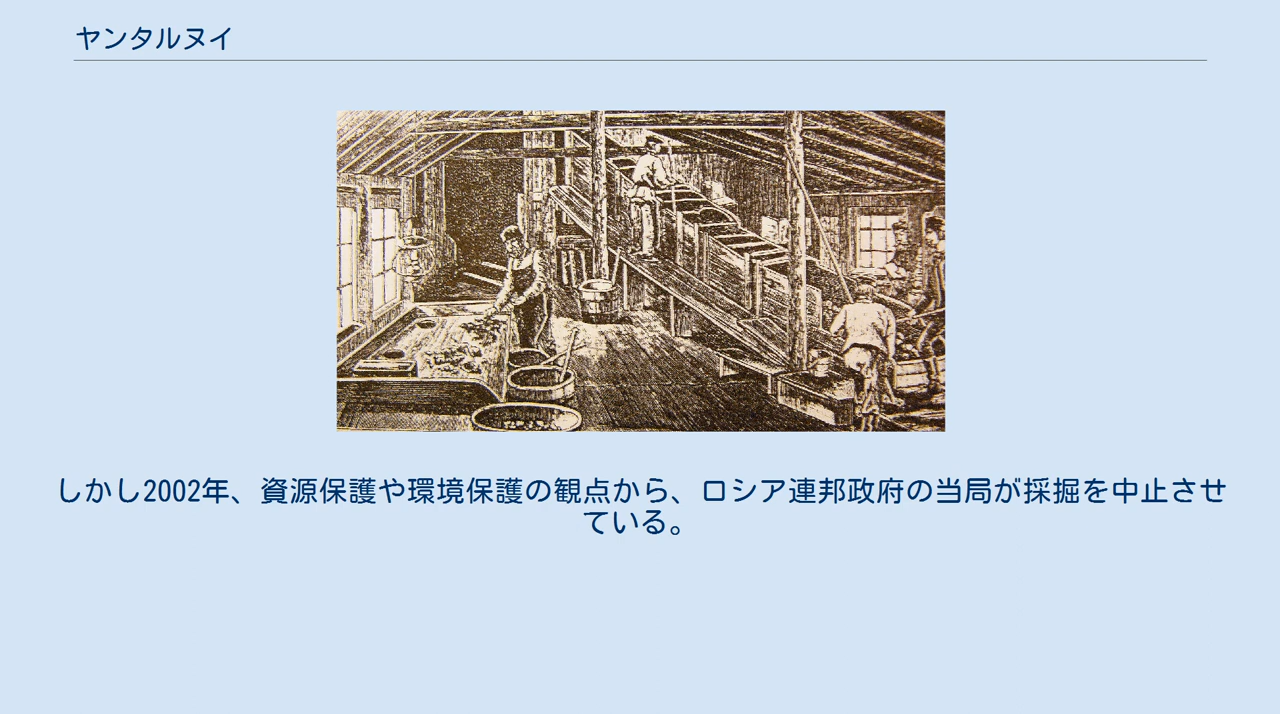 ヤンタルヌイ
しかし2002年、資源保護や環境保護の観点から、ロシア連邦政府の当局が採掘を中止させ
ている。